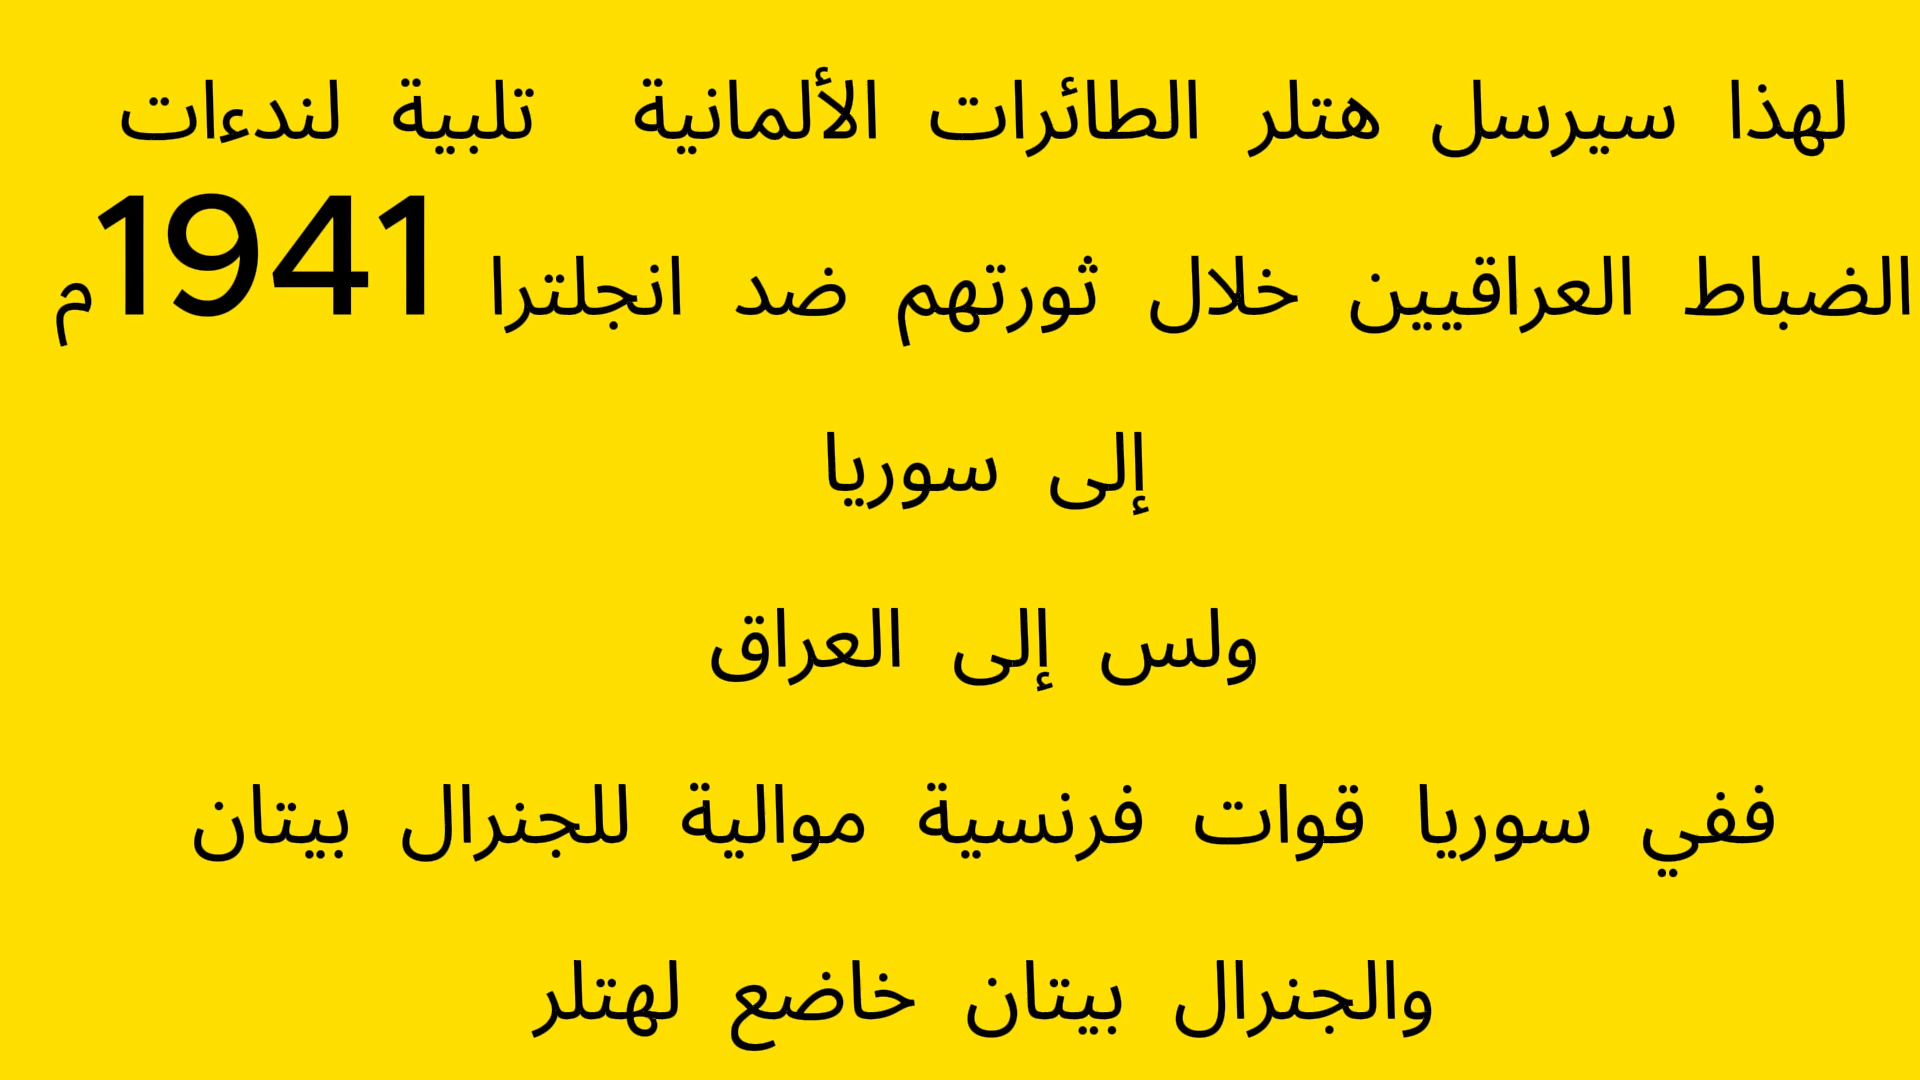 لهذا سيرسل هتلر الطائرات الألمانية تلبية لندءات
الضباط العراقيين خلال ثورتهم ضد انجلترا 1941م
إلى سوريا
ولس إلى العراق
ففي سوريا قوات فرنسية موالية للجنرال بيتان
والجنرال بيتان خاضع لهتلر